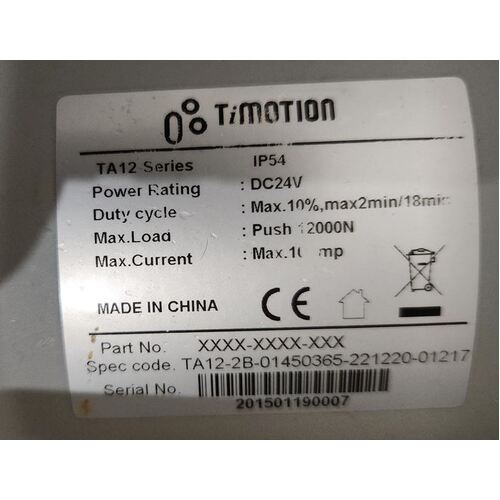 TiMOTION
TA12 Series IP54
Power Rating : DC24V
Duty cycle : Max.10%,max2min/18min
Max.Load : Push 12000N
Max.Current : Max.1
MADE IN CHINA CE
Part No. XXXX-XXXX-XXX
Spec code. TA12-2B-01450365-221220-01217
Serial No.
201501190007